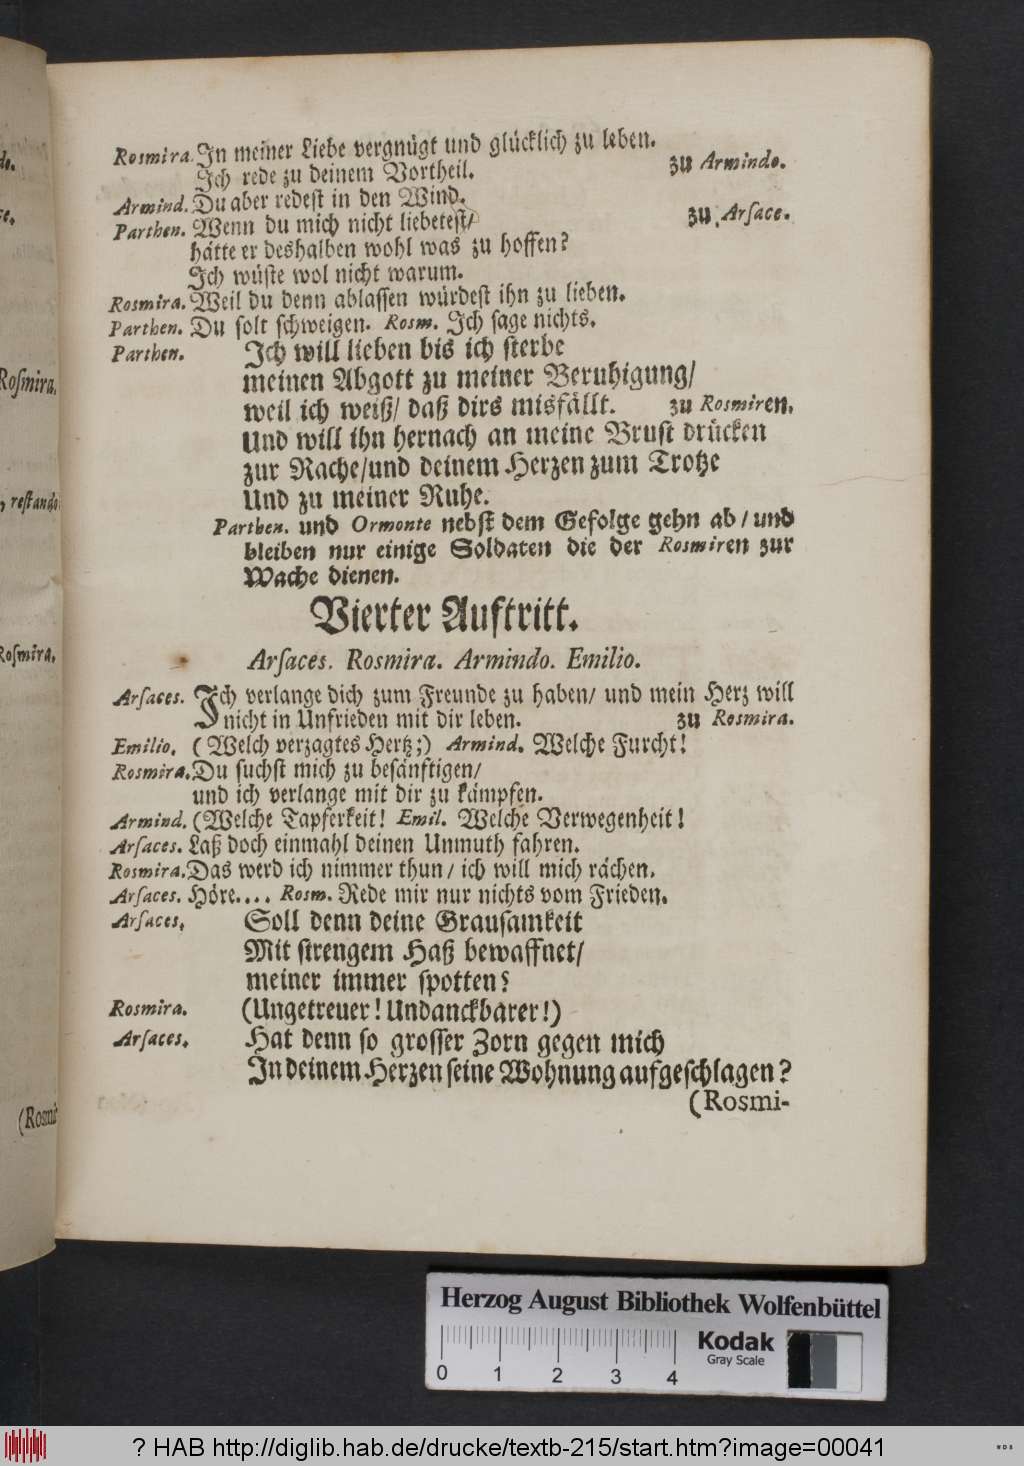 de.
Rosmira.
, restando
Rosmira.
(Rosmi
Rosmira. In meiner Liebe vergnügt und glücklich zu leben.
Ich rede zu deinem Vortheil. zu Armindo.
Armind. Du aber redest in den Wind.
Parthen. Wenn du mich nicht liebetest/ zu Arsace.
hätte er deshalben wohl was zu hoffen?
Ich wüste wol nicht warum.
Rosmira. Weil du denn ablassen würdest ihn zu lieben.
Parthen. Du solt schweigen. Rosm. Ich sage nichts.
Parthen. Ich will lieben bis ich sterbe
meinen Abgott zu meiner Beruhigung/
weil ich weiß/ daß dirs misfällt. zu Rosmiren.
Und will ihn hernach an meine Brust drücken
zur Rache/und deinem Herzen zum Trotze
Und zu meiner Ruhe.
Parthen. und Ormonte nebst dem Gefolge gehn ab/ und
bleiben nur einige Soldaten die der Rosmiren zur
Wache dienen.
Vierter Auftritt.
Arsaces. Rosmira. Armindo. Emilio.
Arsaces. Ich verlange dich zum Freunde zu haben/ und mein Herz will
nicht in Unfrieden mit dir leben. zu Rosmira.
Emilio. (Welch verzagtes Hertz;) Armind. Welche Furcht!
Rosmira. Du suchst mich zu besänftigen/
und ich verlange mit dir zu kämpfen.
Armind. (Welche Tapferkeit! Emil. Welche Verwegenheit!
Arsaces. Laß doch einmahl deinen Unmuth fahren.
Rosmira. Das werd ich nimmer thun/ ich will mich rächen.
Arsaces. Höre.... Rosm. Rede mir nur nichts vom Frieden.
Arsaces. Soll denn deine Grausamkeit
Mit strengem Haß bewaffnet/
meiner immer spotten?
Rosmira. (Ungetreuer! Undanckbarer!)
Arsaces. Hat denn so grosser Zorn gegen mich
In deinem Herzen seine Wohnung aufgeschlagen?
(Rosmi-
Herzog August Bibliothek Wolfenbüttel
Kodak
Gray Scale
0 1 2 3 4
? HAB http://diglib.hab.de/drucke/textb-215/start.htm?image=00041